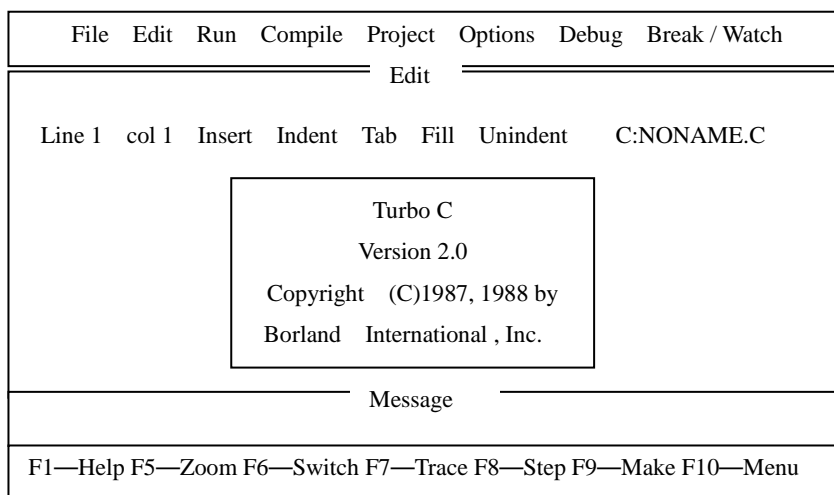 File Edit Run Compile Project Options Debug Break / Watch
Edit
Line 1 col 1 Insert Indent Tab Fill Unindent C:NONAME.C
Turbo C
Version 2.0
Copyright (C)1987, 1988 by
Borland International , Inc.
Message
F1—Help F5—Zoom F6—Switch F7—Trace F8—Step F9—Make F10—Menu